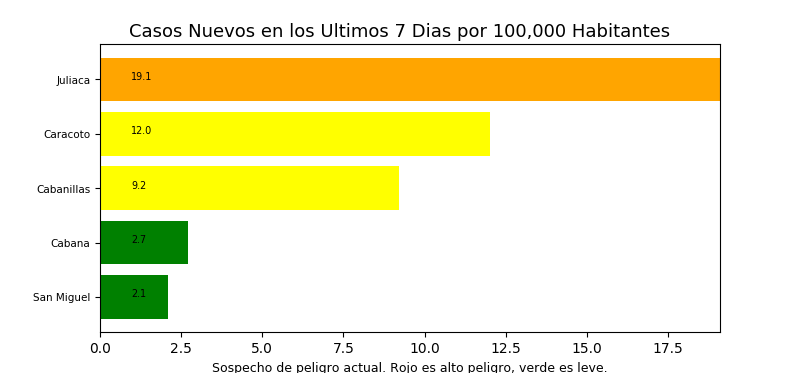 Casos Nuevos en los Ultimos 7 Dias por 100,000 Habitantes
Juliaca 19.1
Caracoto 12.0
Cabanillas 9.2
Cabana 2.7
San Miguel 2.1
0.0 2.5 5.0 7.5 10.0 12.5 15.0 17.5
Sospecho de peligro actual. Rojo es alto peligro, verde es leve.